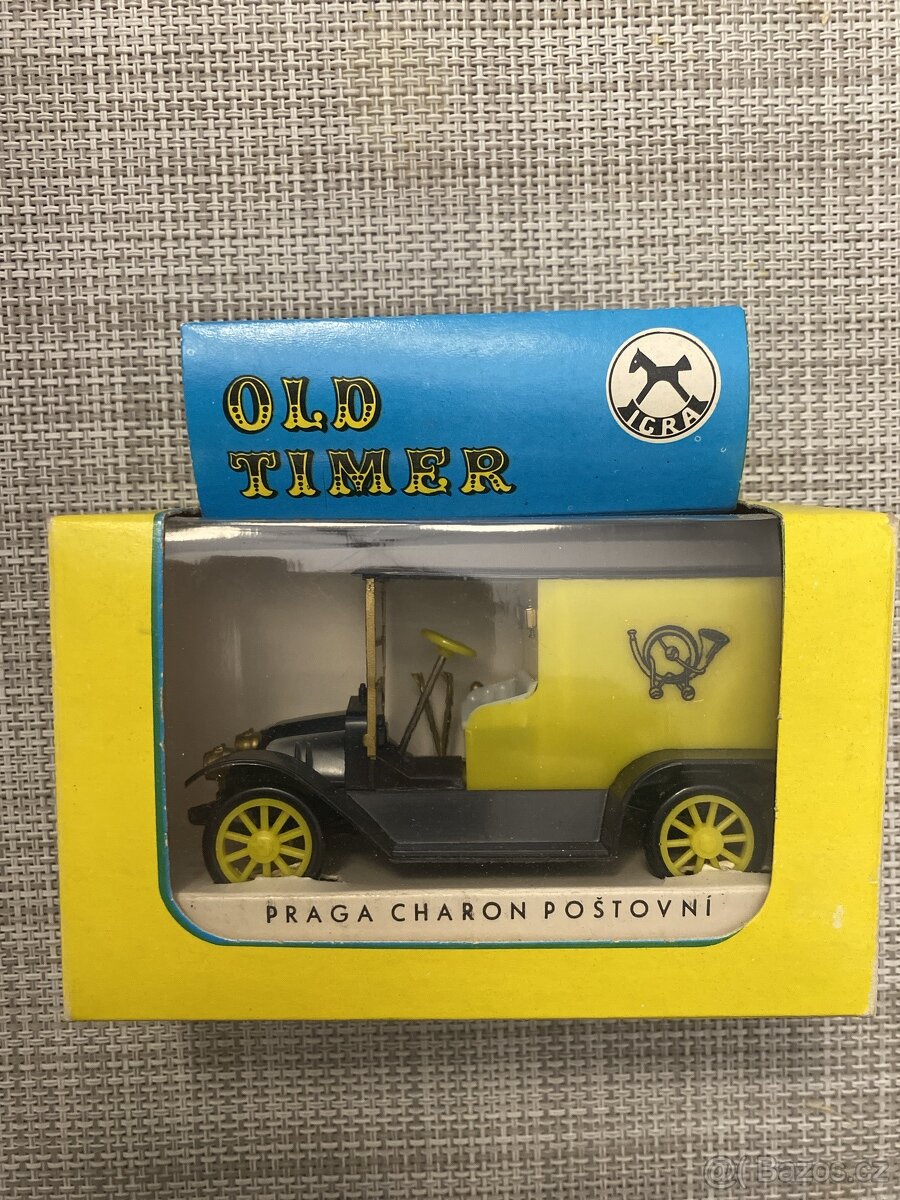 OLD
TIMER
IGRA
PRAGA CHARON POŠTOVNÍ
@( Bazos.cz